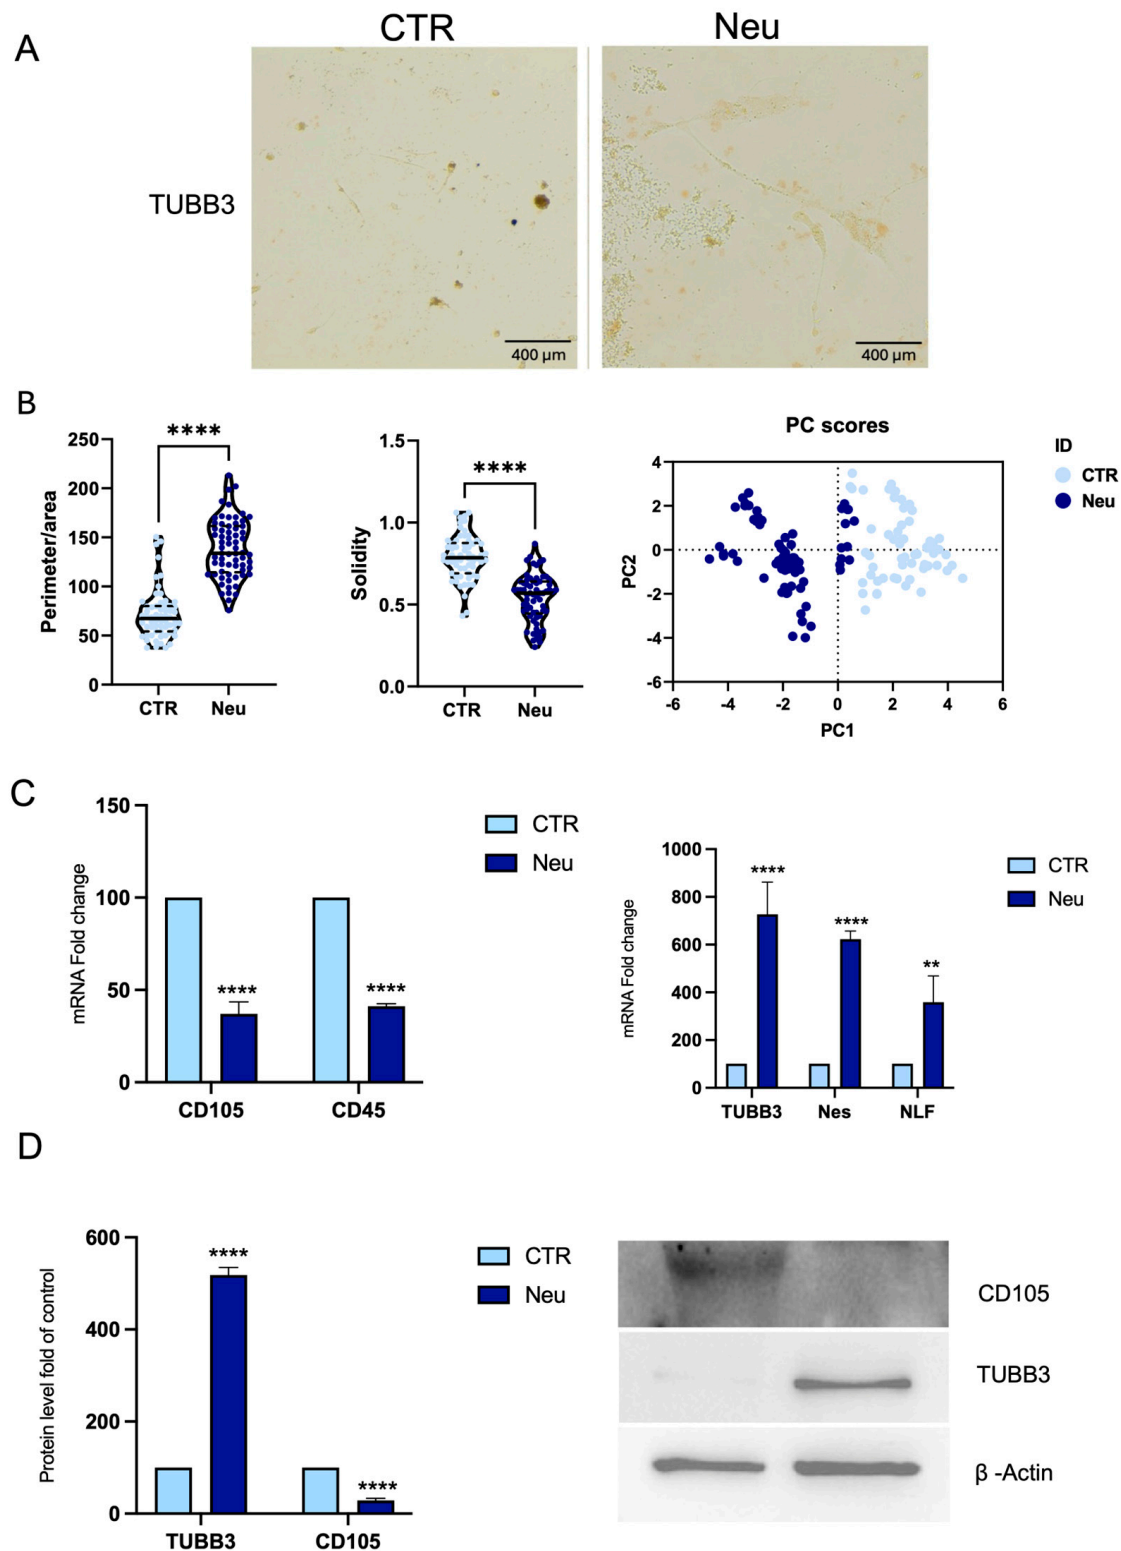 A
CTR
Neu
TUBB3
400 µm
400 µm
B
250
200
150
100
50
0
Perimeter/area
****
CTR
Neu
1.5
1.0
0.5
0.0
Solidity
****
CTR
Neu
PC scores
4
2
0
-2
-4
-6
PC2
-6
-4
-2
0
2
4
6
PC1
ID
CTR
Neu
C
150
100
50
0
mRNA Fold change
****
****
CD105
CD45
CTR
Neu
1000
800
600
400
200
0
mRNA Fold change
****
****
**
TUBB3
Nes
NLF
CTR
Neu
D
600
400
200
0
Protein level fold of control
****
****
TUBB3
CD105
CTR
Neu
CD105
TUBB3
β -Actin